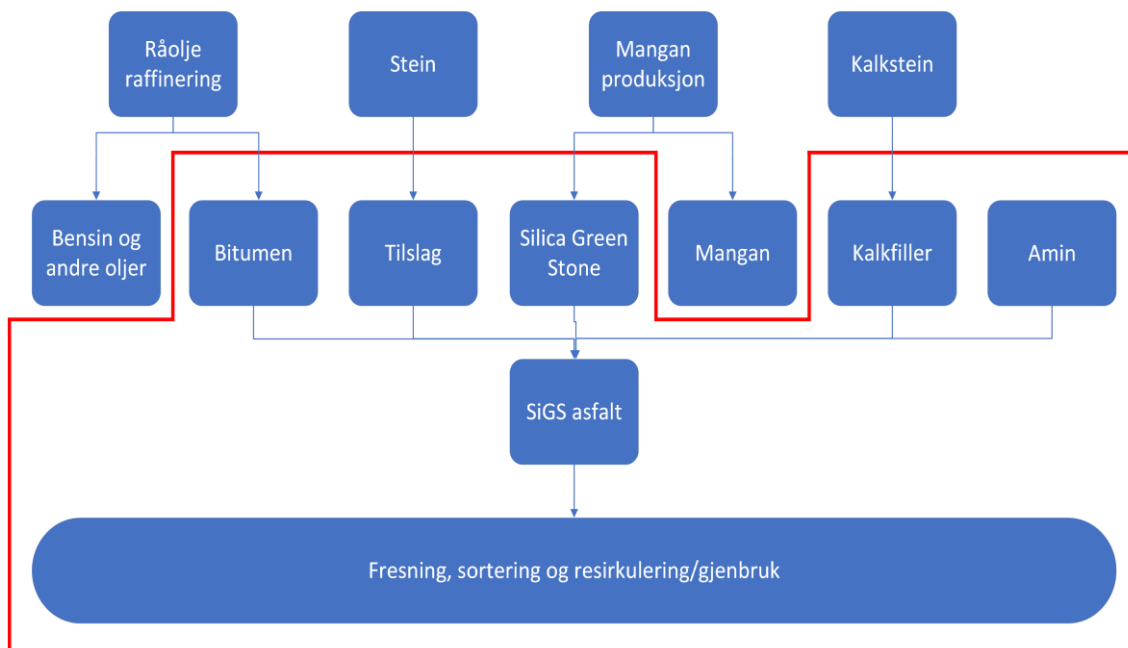 Råolje
raffinering
Stein
Mangan
produksjon
Kalkstein
Bensin og
andre oljer
Bitumen
Tilslag
Silica Green
Stone
Mangan
Kalkfiller
Amin
SiGS asfalt
Fresning, sortering og resirkulering/gjenbruk